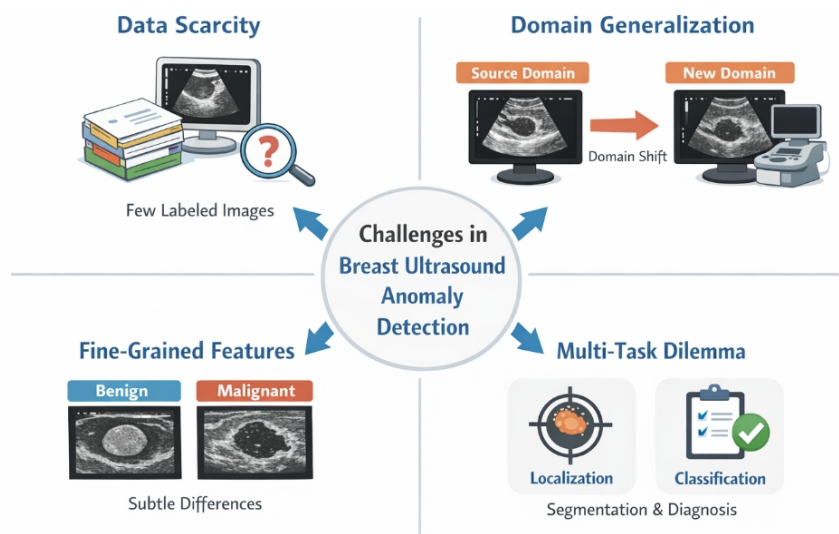 Data Scarcity
?
Few Labeled Images
Domain Generalization
Source Domain
New Domain
Domain Shift
Challenges in
Breast Ultrasound
Anomaly
Detection
Fine-Grained Features
Benign
Malignant
Subtle Differences
Multi-Task Dilemma
Localization
Classification
Segmentation & Diagnosis